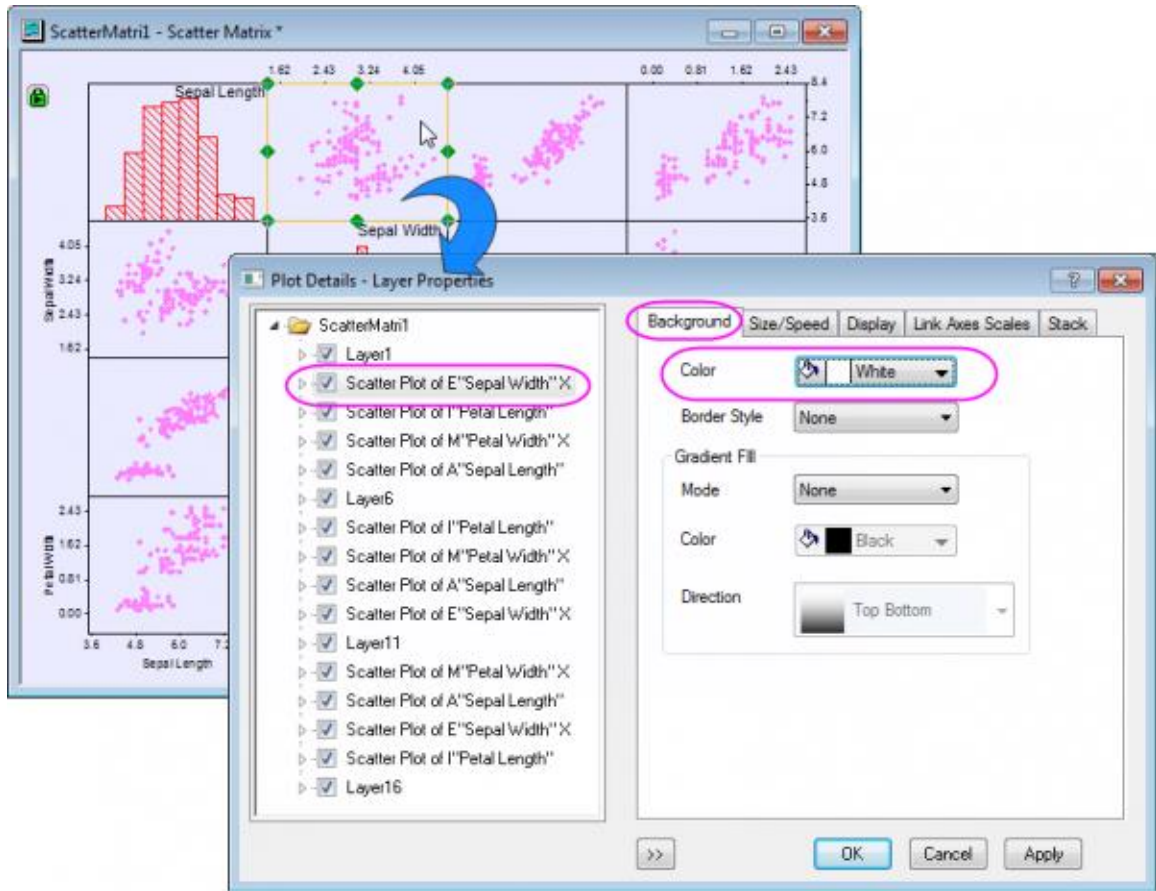 ScatterMatri1 - Scatter Matrix *
1.62 2.43 3.24 4.05 0.00 0.81 1.62 2.43
Sepal Length
8.4
7.2
6.0
4.8
3.6
Sepal Width
4.05
3.24
2.43
1.62
Sepal Width
2.43
1.62
0.81
0.00
Petal Width
3.6 4.8 6.0 7.2
Sepal Length
Plot Details - Layer Properties
ScatterMatri1
Layer1
Scatter Plot of E"Sepal Width" X
Scatter Plot of I"Petal Length"
Scatter Plot of M"Petal Width" X
Scatter Plot of A"Sepal Length"
Layer6
Scatter Plot of I"Petal Length"
Scatter Plot of M"Petal Width" X
Scatter Plot of A"Sepal Length"
Scatter Plot of E"Sepal Width" X
Layer11
Scatter Plot of M"Petal Width" X
Scatter Plot of A"Sepal Length"
Scatter Plot of E"Sepal Width" X
Scatter Plot of I"Petal Length"
Layer16
Background Size/Speed Display Link Axes Scales Stack
Color White
Border Style None
Gradient Fill
Mode None
Color Black
Direction Top Bottom
>> OK Cancel Apply